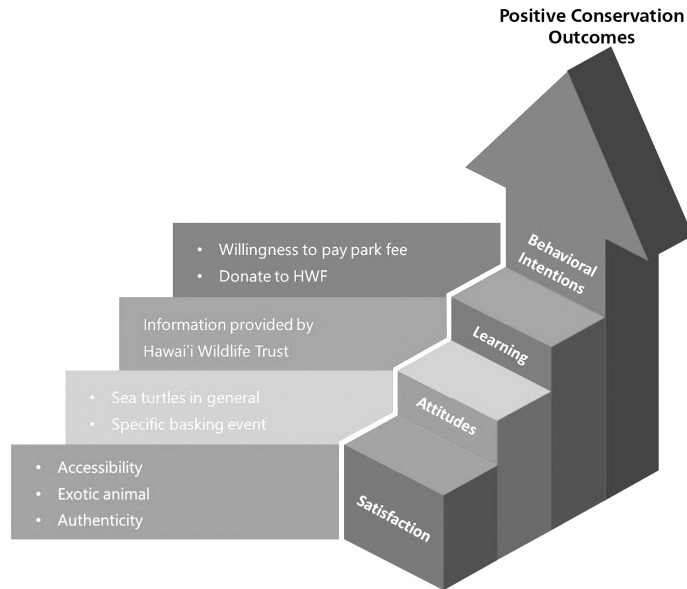 Positive Conservation
Outcomes
• Willingness to pay park fee
• Donate to HWF
Behavioral
Intentions
Information provided by
Hawai'i Wildlife Trust
Learning
• Sea turtles in general
• Specific basking event
Attitudes
• Accessibility
• Exotic animal
• Authenticity
Satisfaction